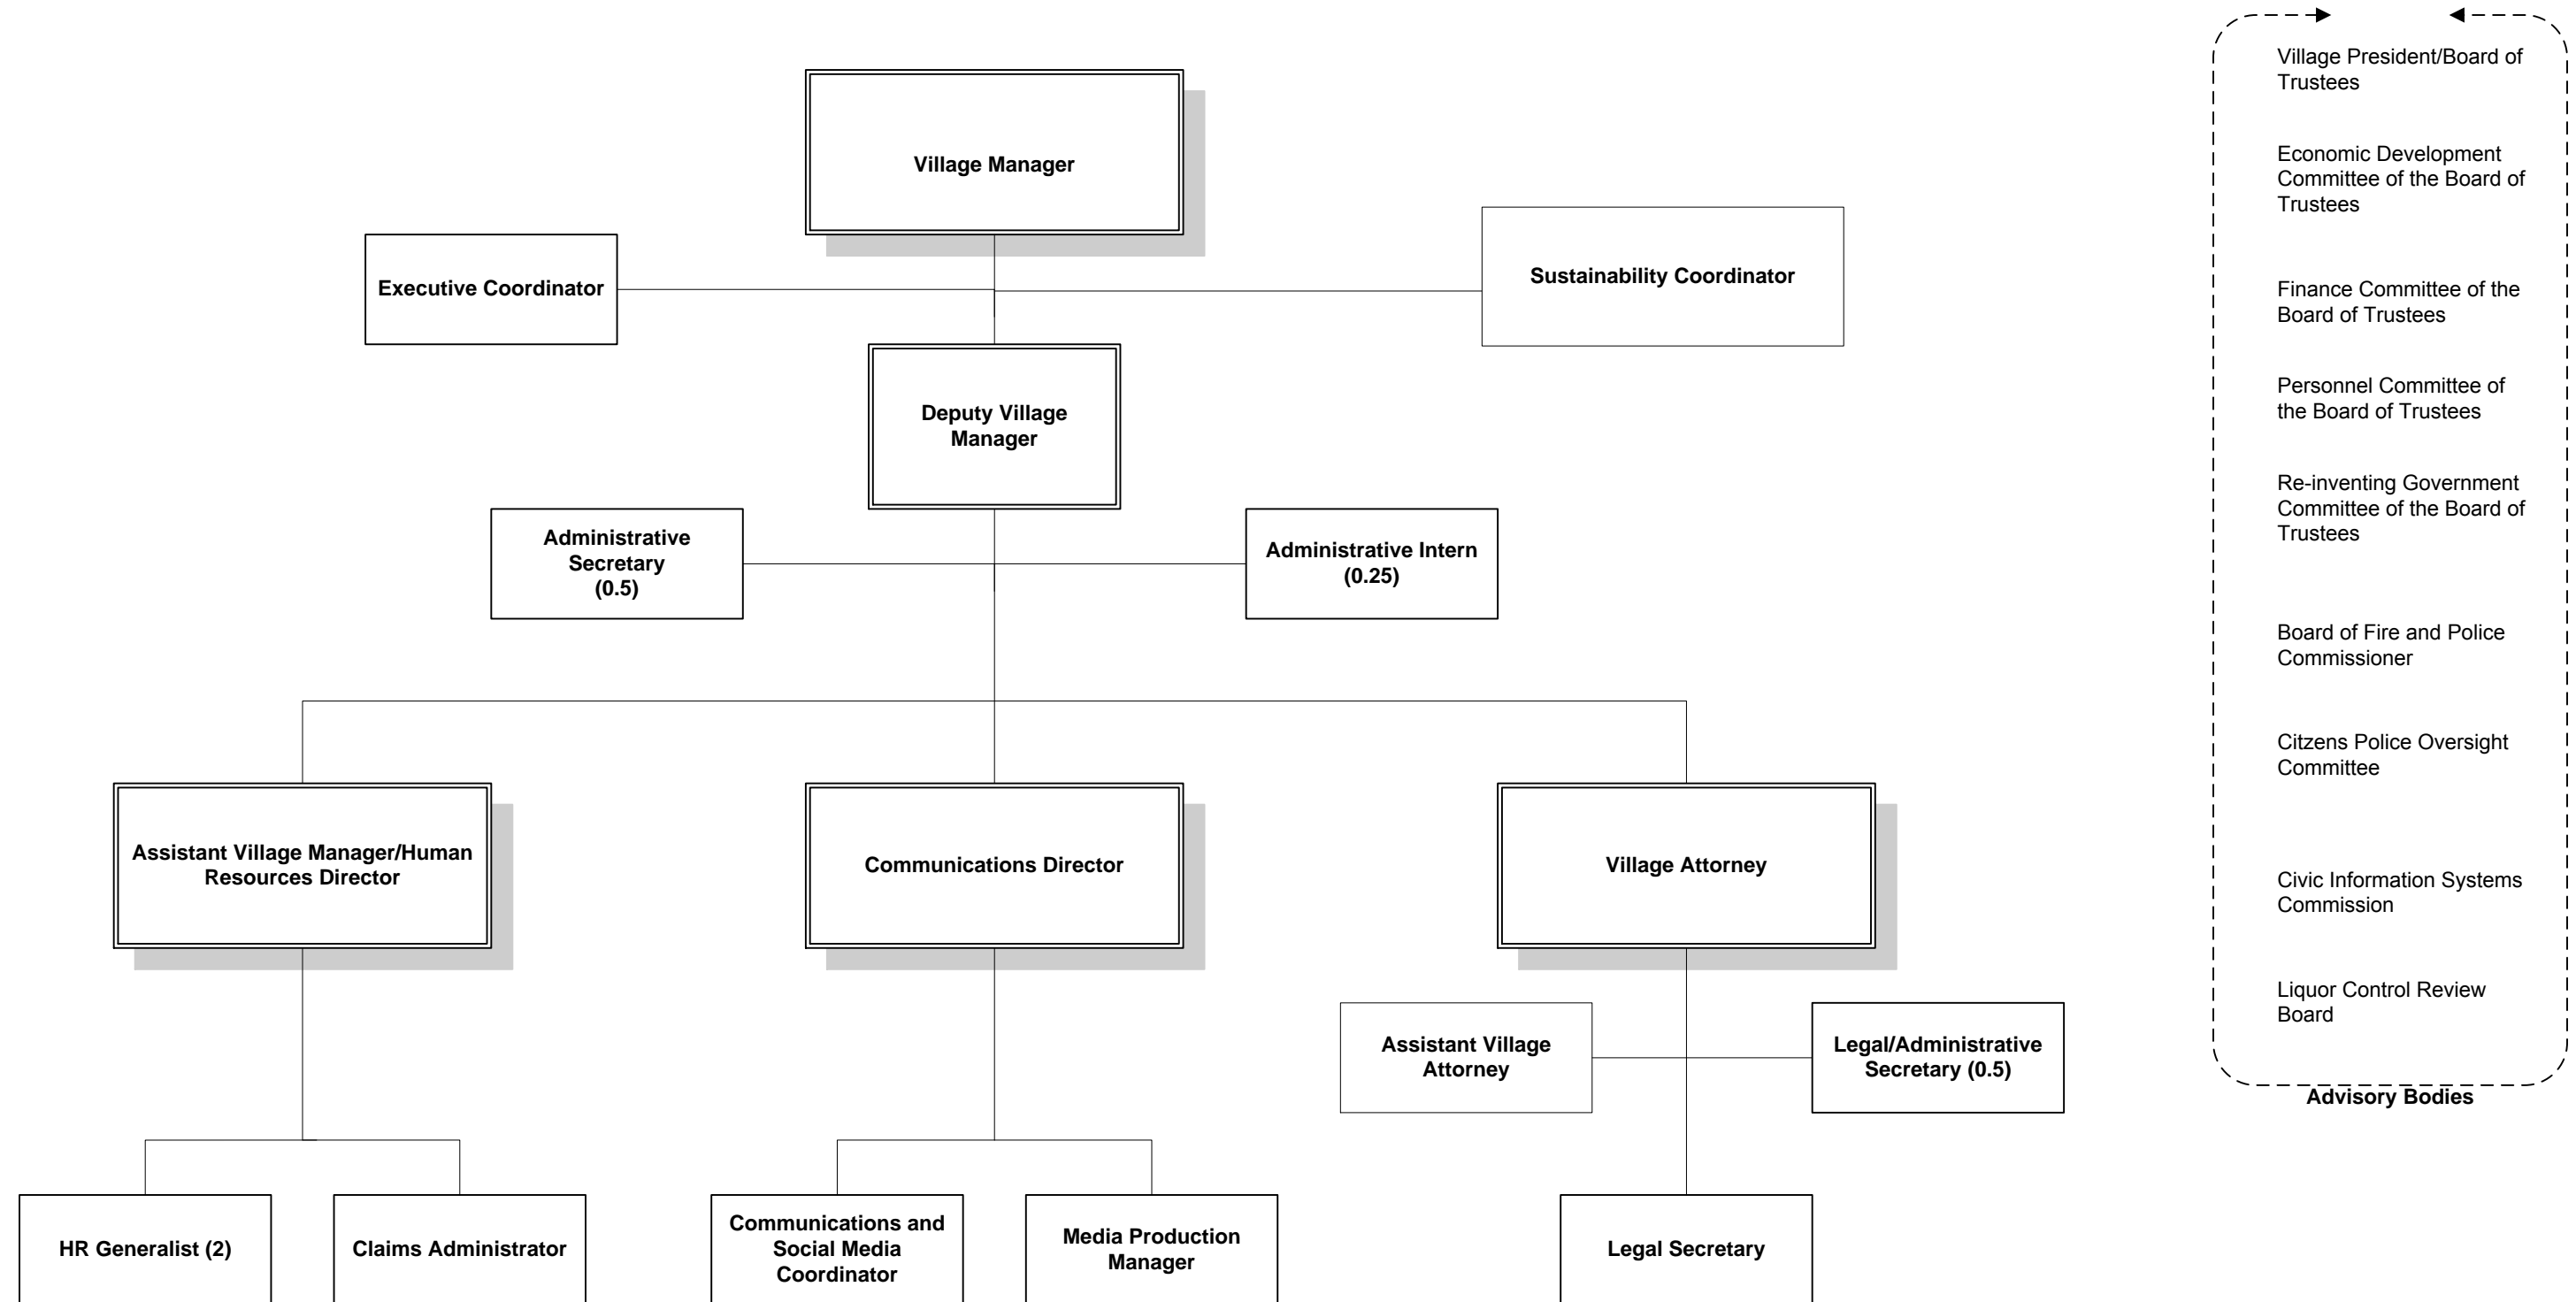 Village Manager
Executive Coordinator
Sustainability Coordinator
Deputy Village
Manager
Administrative
Secretary
(0.5)
Administrative Intern
(0.25)
Assistant Village Manager/Human
Resources Director
Communications Director
Village Attorney
Assistant Village
Attorney
Legal/Administrative
Secretary (0.5)
HR Generalist (2)
Claims Administrator
Communications and
Social Media
Coordinator
Media Production
Manager
Legal Secretary
Village President/Board of
Trustees
Economic Development
Committee of the Board of
Trustees
Finance Committee of the
Board of Trustees
Personnel Committee of
the Board of Trustees
Re-inventing Government
Committee of the Board of
Trustees
Board of Fire and Police
Commissioner
Citzens Police Oversight
Committee
Civic Information Systems
Commission
Liquor Control Review
Board
Advisory Bodies